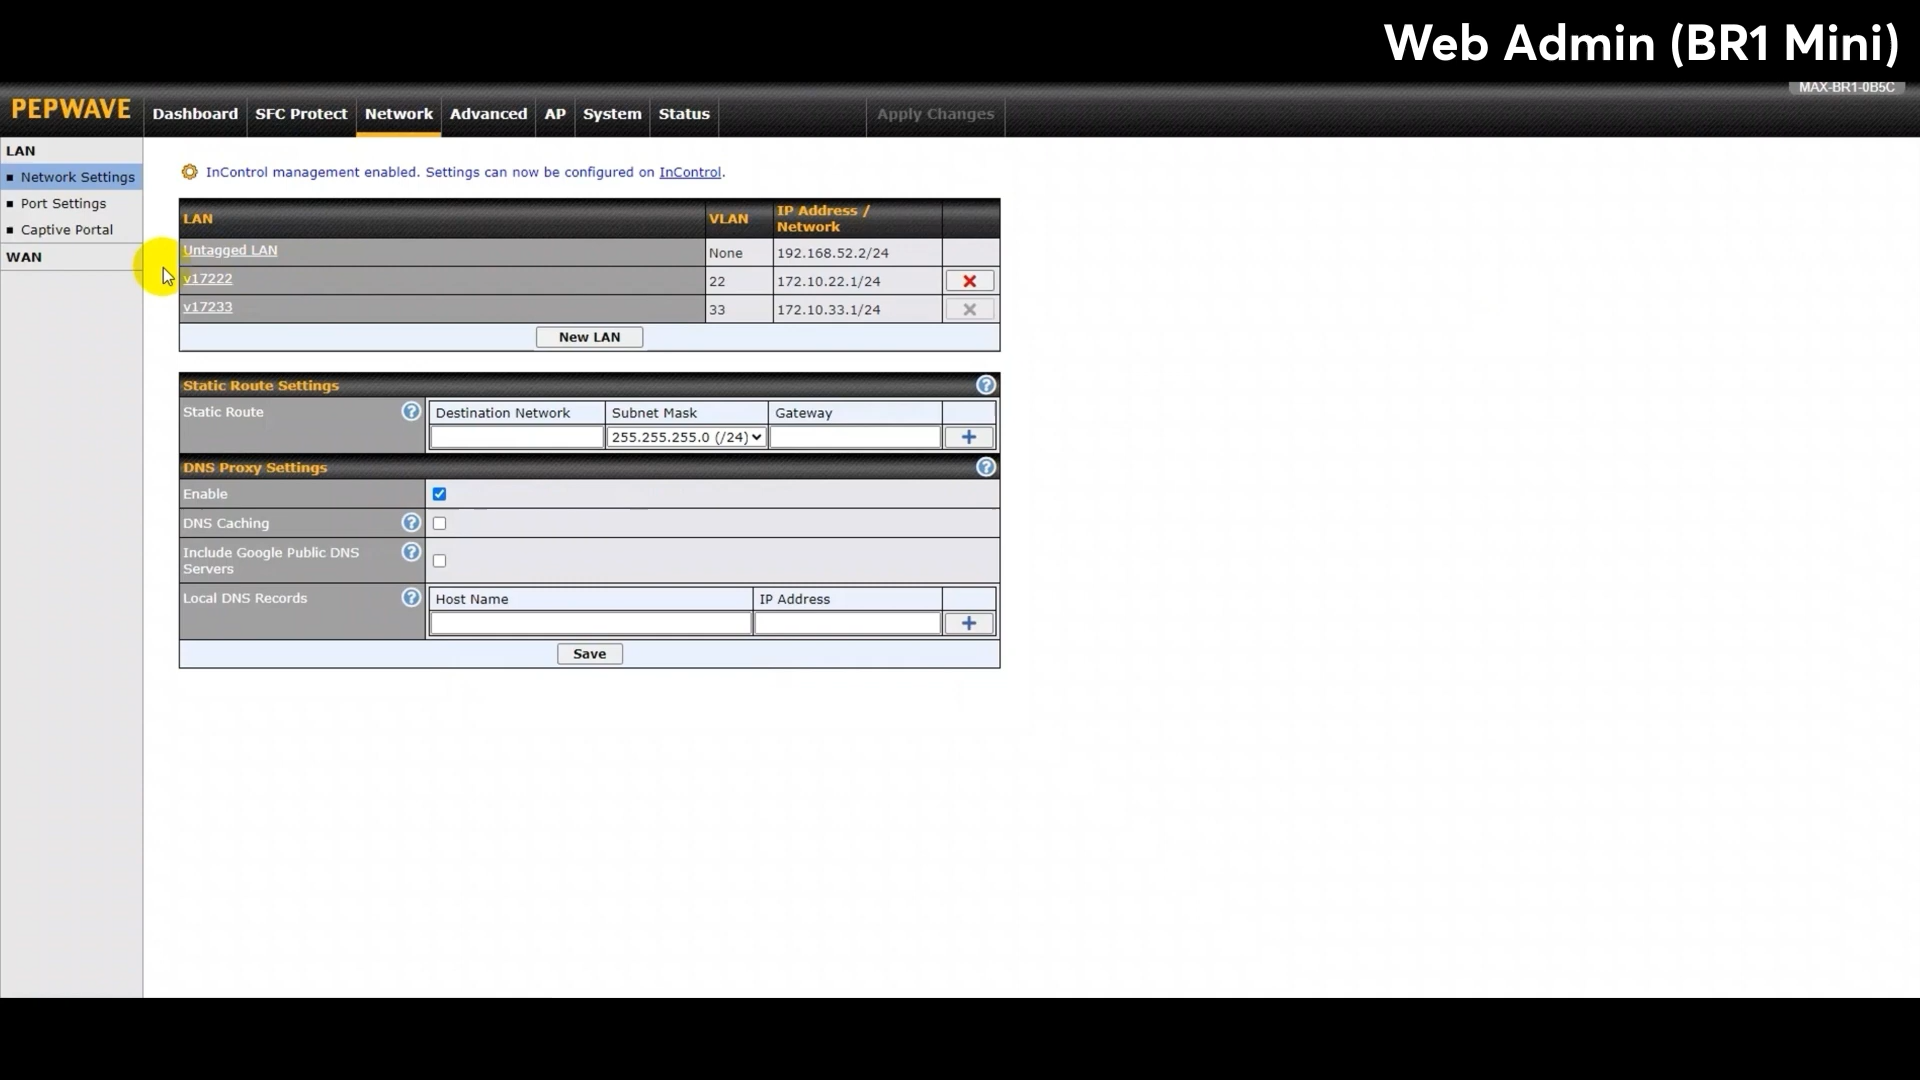 Web Admin (BR1 Mini)
MAX-BR1-0B5C
PEPWAVE Dashboard SFC Protect Network Advanced AP System Status Apply Changes
LAN
Network Settings
Port Settings
Captive Portal
WAN
InControl management enabled. Settings can now be configured on InControl.
LAN VLAN IP Address / Network
Untagged LAN None 192.168.52.2/24
v17222 22 172.10.22.1/24
v17233 33 172.10.33.1/24
New LAN
Static Route Settings
Static Route Destination Network Subnet Mask Gateway
255.255.255.0 (/24)
DNS Proxy Settings
Enable
DNS Caching
Include Google Public DNS
Servers
Local DNS Records Host Name IP Address
Save